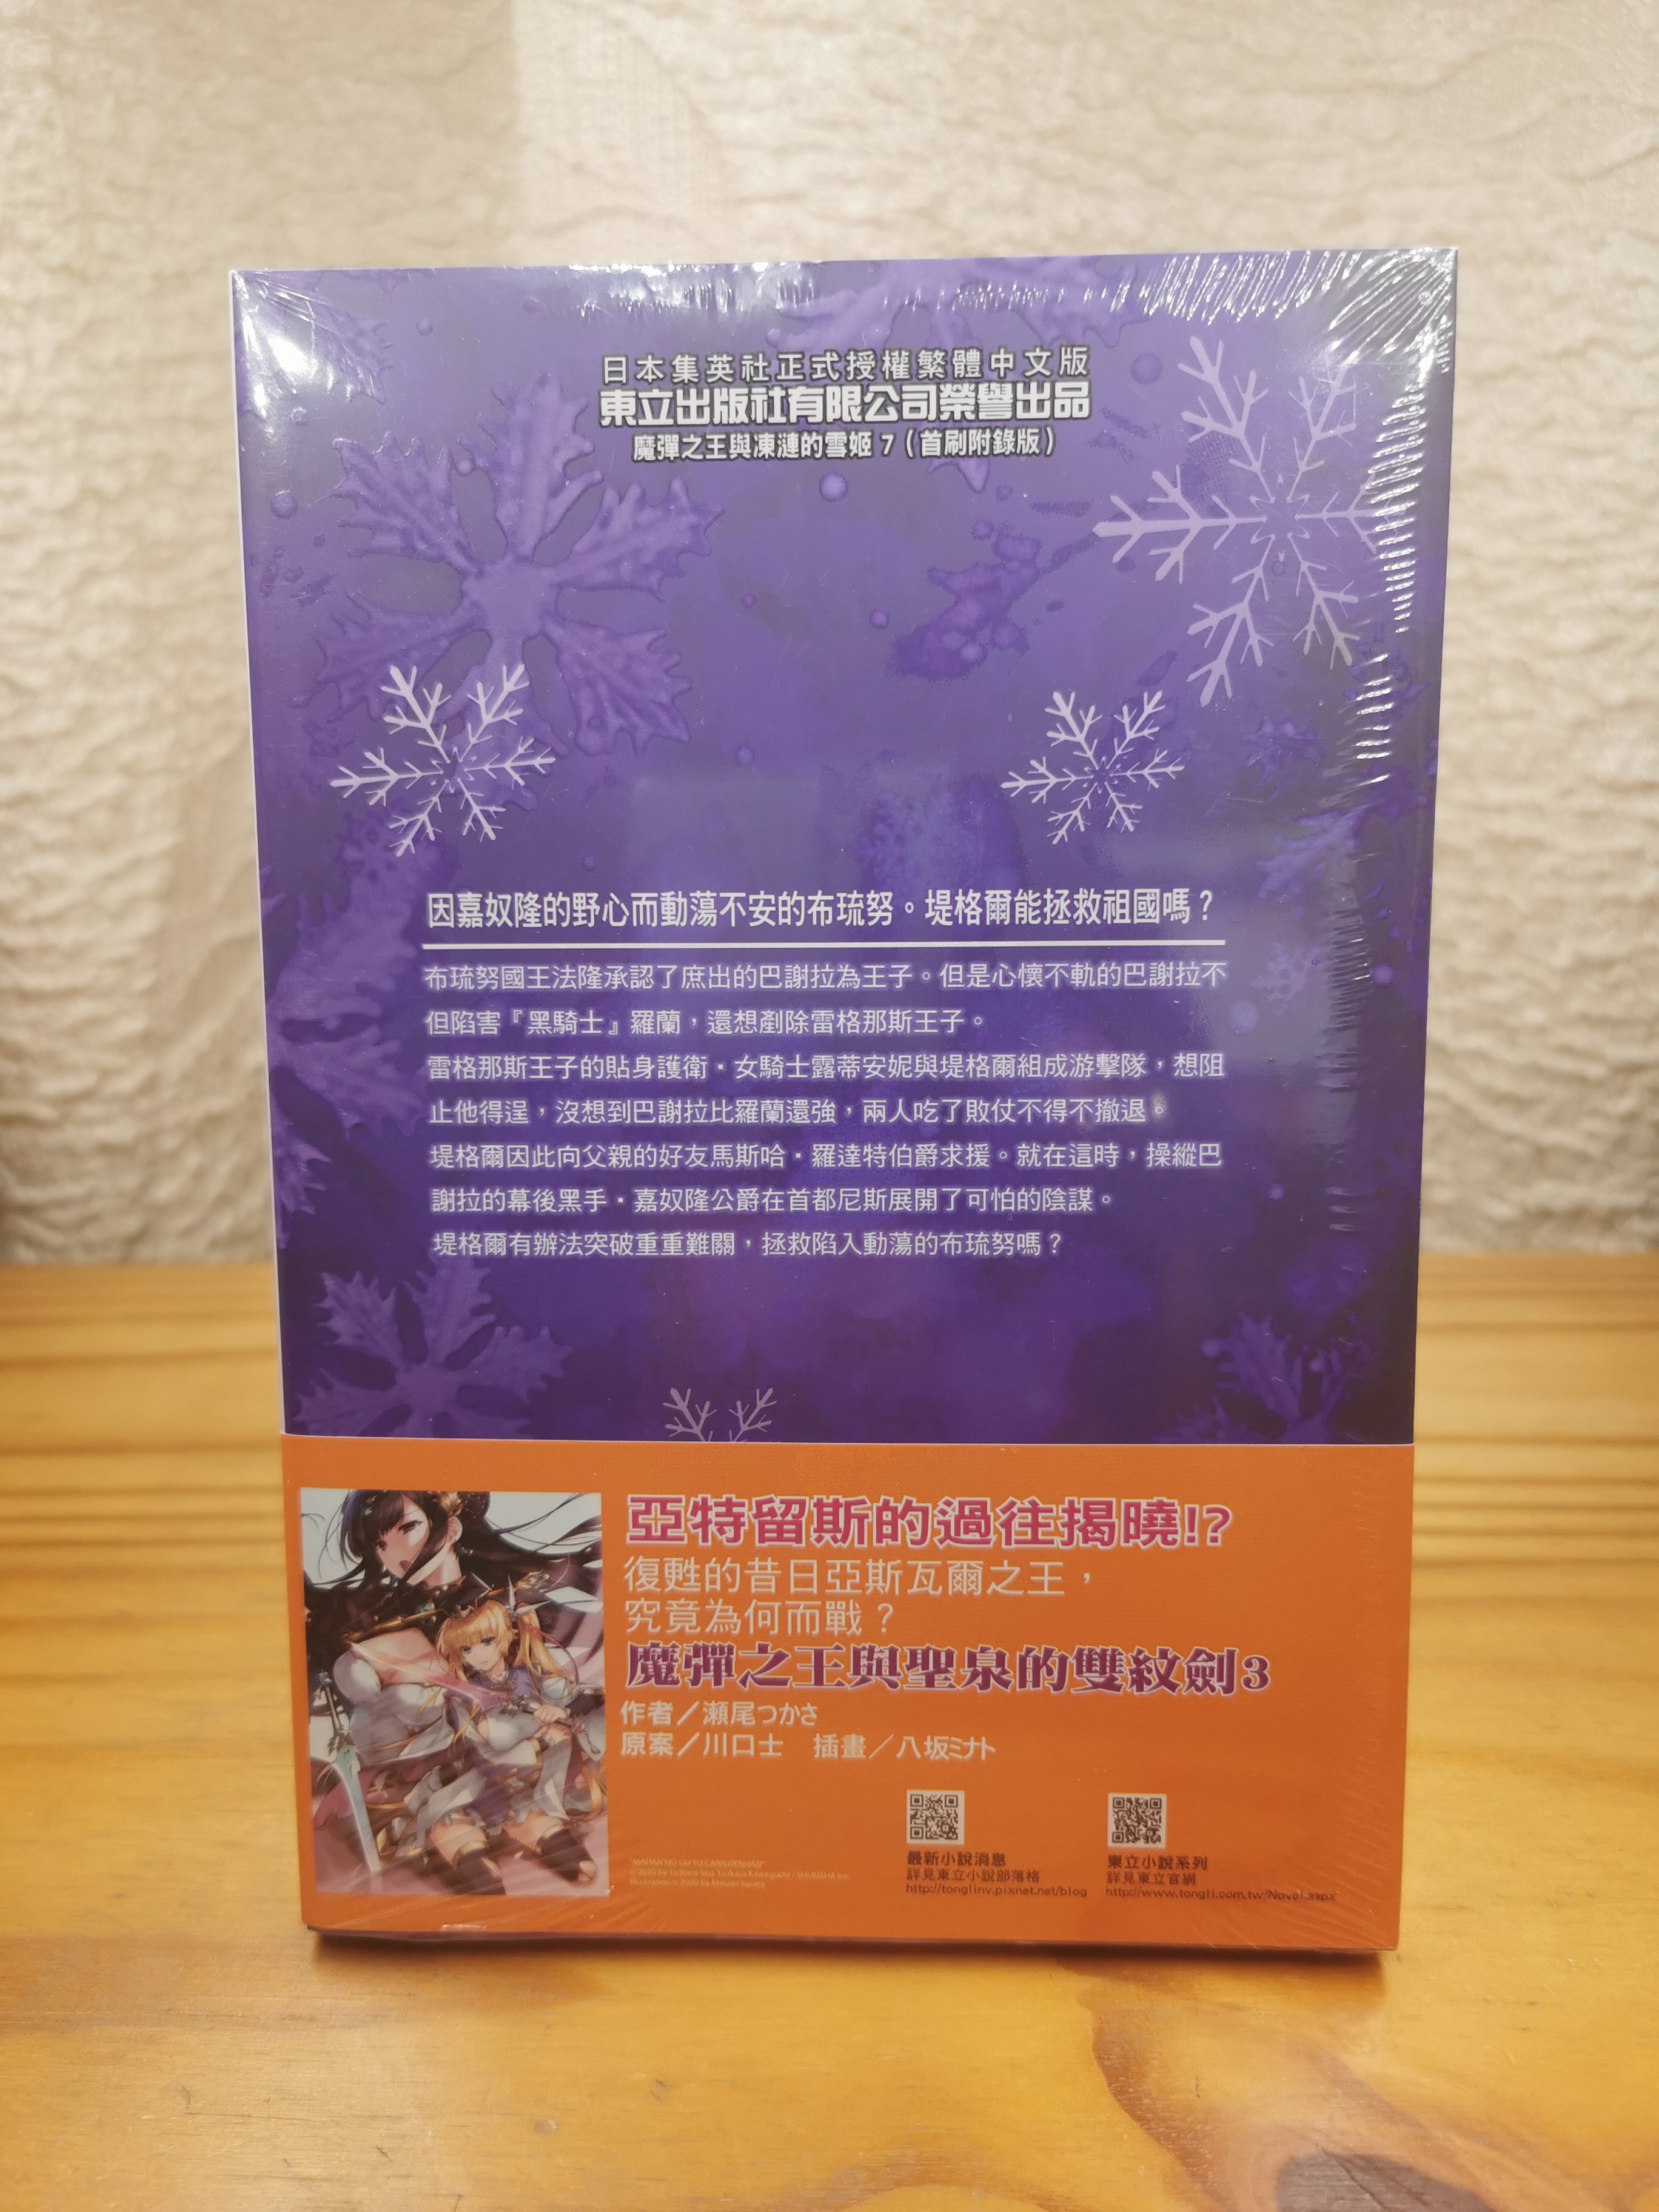 日本集英社正式授權繁體中文版
東立出版社有限公司榮譽出品
魔彈之王與凍漣的雪姬 7（首刷附錄版）
因嘉奴隆的野心而動蕩不安的布琉努。堤格爾能拯救祖國嗎？
布琉努國王法隆承認了庶出的巴謝拉為王子。但是心懷不軌的巴謝拉不
但陷害『黑騎士』羅蘭，還想剷除雷格那斯王子。
雷格那斯王子的貼身護衛・女騎士露蒂安妮與堤格爾組成游擊隊，想阻
止他得逞，沒想到巴謝拉比羅蘭還強，兩人吃了敗仗不得不撤退。
堤格爾因此向父親的好友馬斯哈・羅達特伯爵求援。就在這時，操縱巴
謝拉的幕後黑手・嘉奴隆公爵在首都尼斯展開了可怕的陰謀。
堤格爾有辦法突破重重難關，拯救陷入動蕩的布琉努嗎？
亞特留斯的過往揭曉!?
復甦的昔日亞斯瓦爾之王，
究竟為何而戰？
魔彈之王與聖泉的雙紋劍3
作者／瀨尾つかさ
原案／川口士　插畫／八坂ミナト
最新小說消息
詳見東立小說部落格
http://tonglinv.pixnet.net/blog
東立小說系列
詳見東立官網
http://www.tongli.com.tw/Novel.aspx